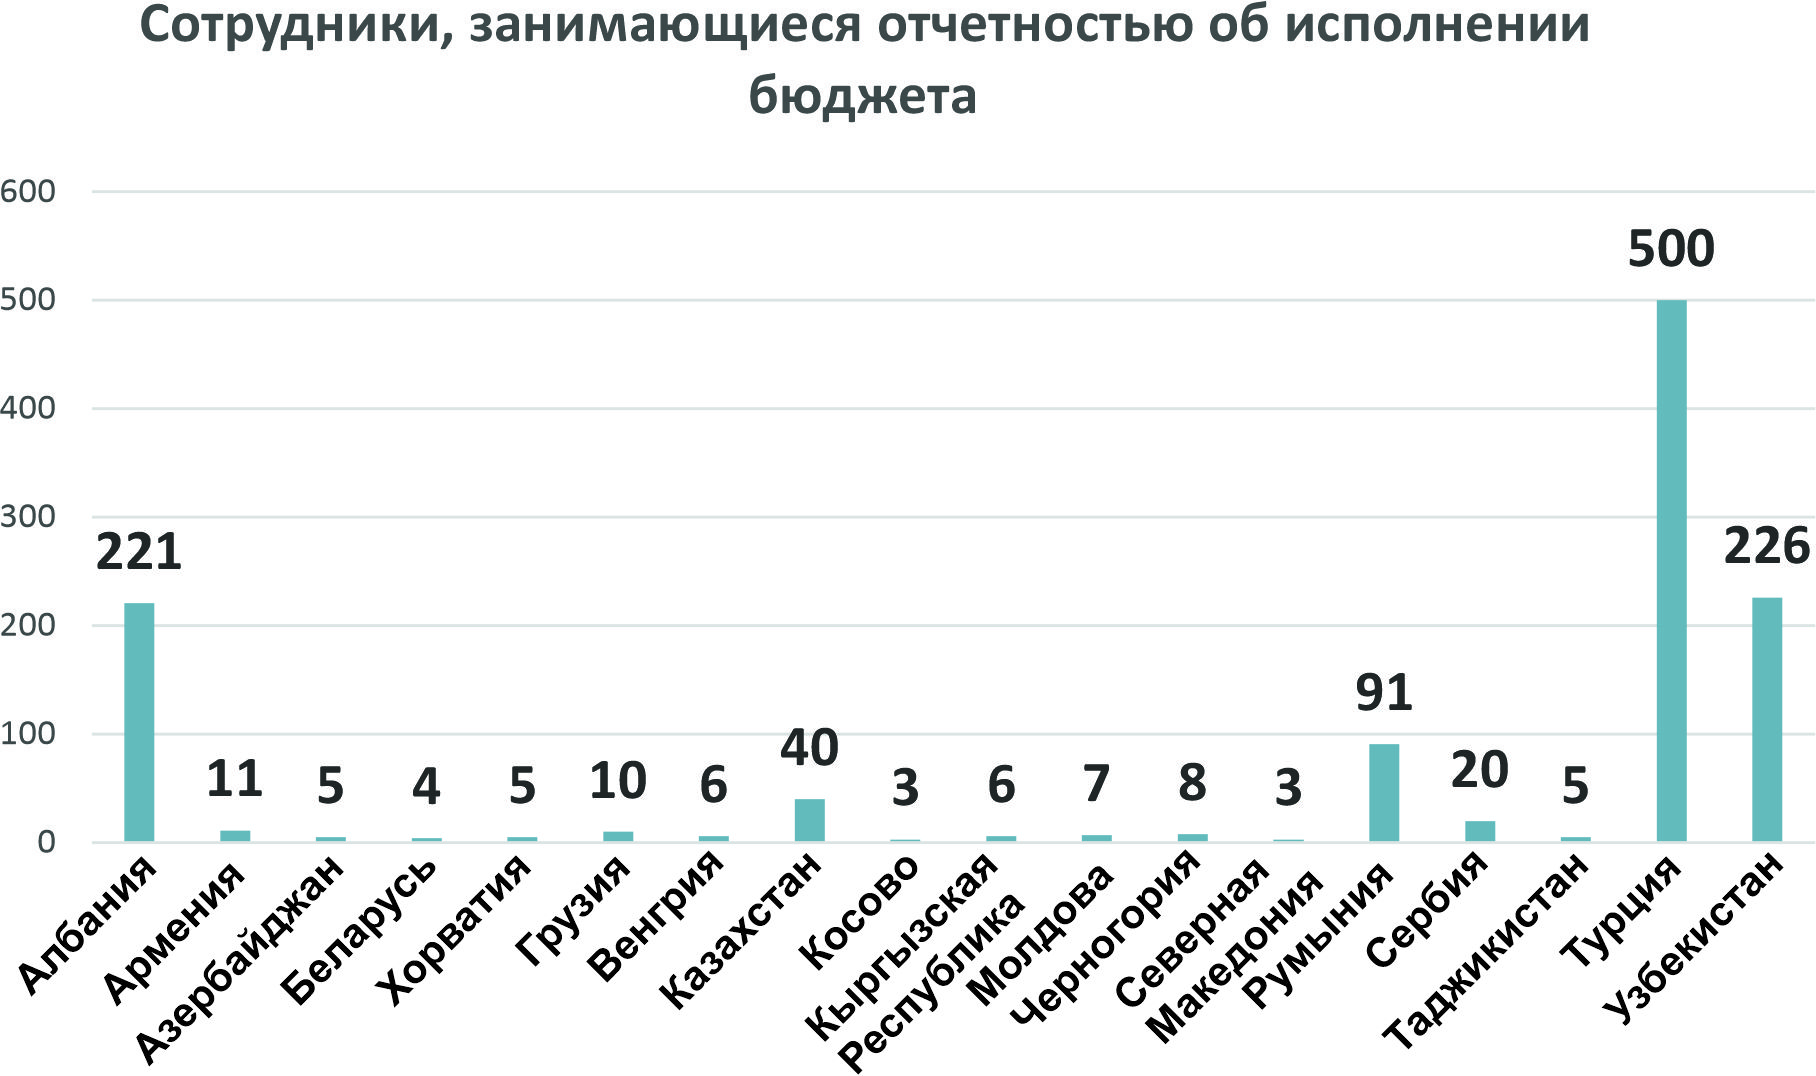 Сотрудники, занимающиеся отчетностью об исполнении
бюджета
600
500
400
300
200
100
0
221
11
5
4
5
10
6
40
3
6
7
8
3
91
20
5
500
226
Албания
Армения
Азербайджан
Беларусь
Хорватия
Грузия
Венгрия
Казахстан
Косово
Кыргызская
Республика
Молдова
Черногория
Северная
Македония
Румыния
Сербия
Таджикистан
Турция
Узбекистан